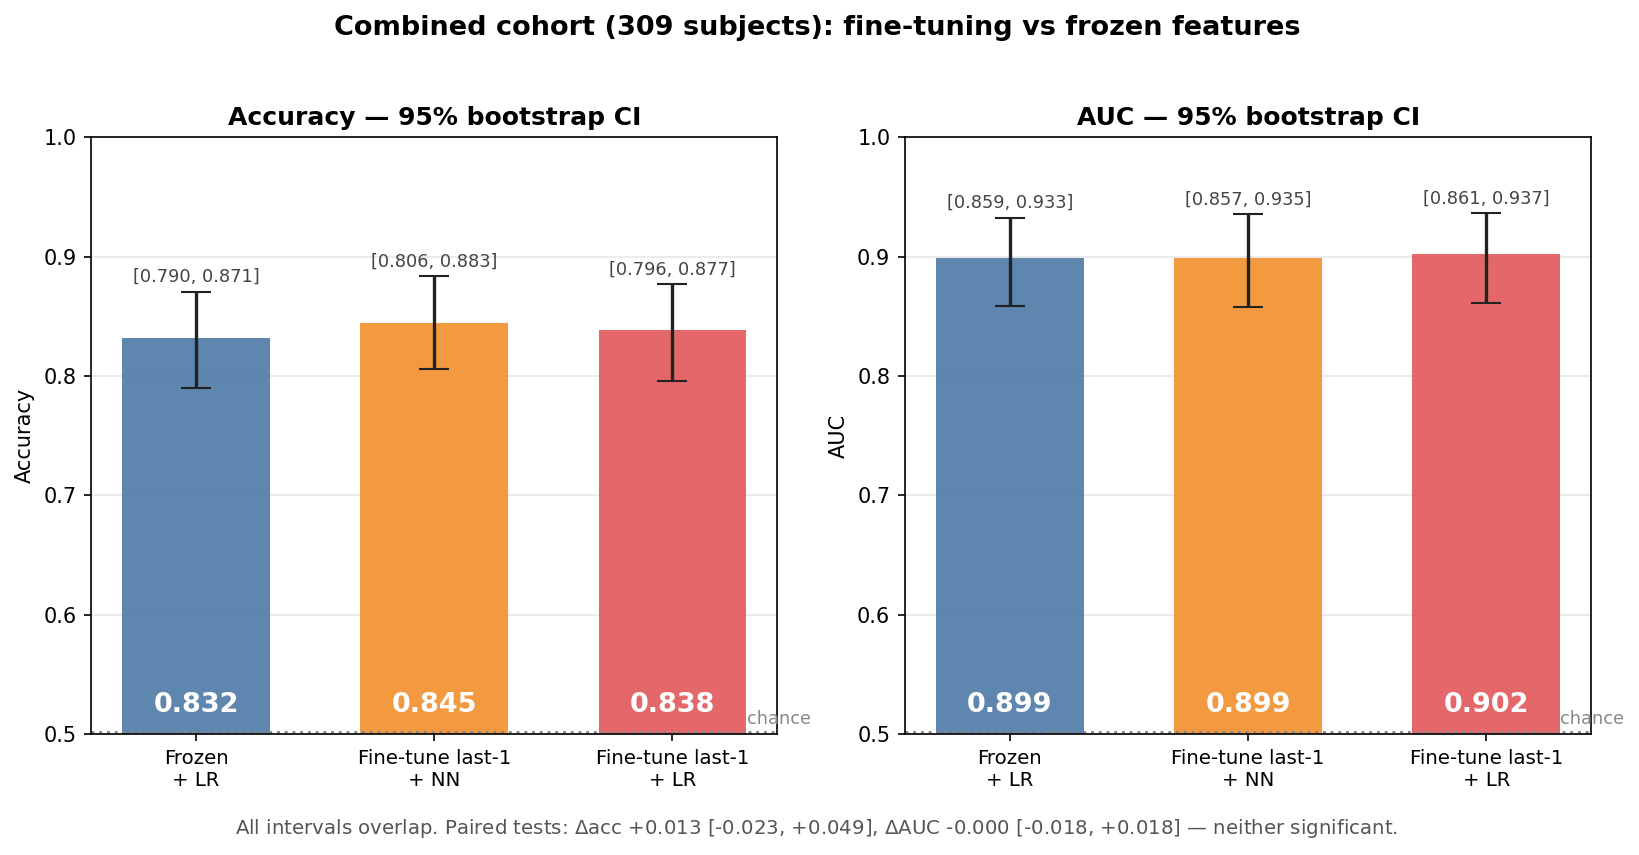 Combined cohort (309 subjects): fine-tuning vs frozen features
Accuracy — 95% bootstrap CI
1.0
0.9
0.8
0.7
0.6
0.5
Accuracy
[0.790, 0.871]
[0.806, 0.883]
[0.796, 0.877]
0.832
0.845
0.838
chance
Frozen
+ LR
Fine-tune last-1
+ NN
Fine-tune last-1
+ LR
AUC — 95% bootstrap CI
1.0
0.9
0.8
0.7
0.6
0.5
AUC
[0.859, 0.933]
[0.857, 0.935]
[0.861, 0.937]
0.899
0.899
0.902
chance
Frozen
+ LR
Fine-tune last-1
+ NN
Fine-tune last-1
+ LR
All intervals overlap. Paired tests: Δacc +0.013 [-0.023, +0.049], ΔAUC -0.000 [-0.018, +0.018] — neither significant.